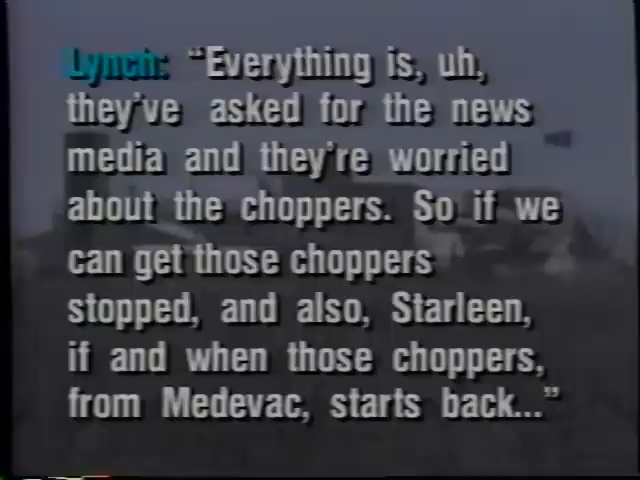 Lynch: “Everything is, uh,
they’ve asked for the news
media and they’re worried
about the choppers. So if we
can get those choppers
stopped, and also, Starleen,
if and when those choppers,
from Medevac, starts back...”